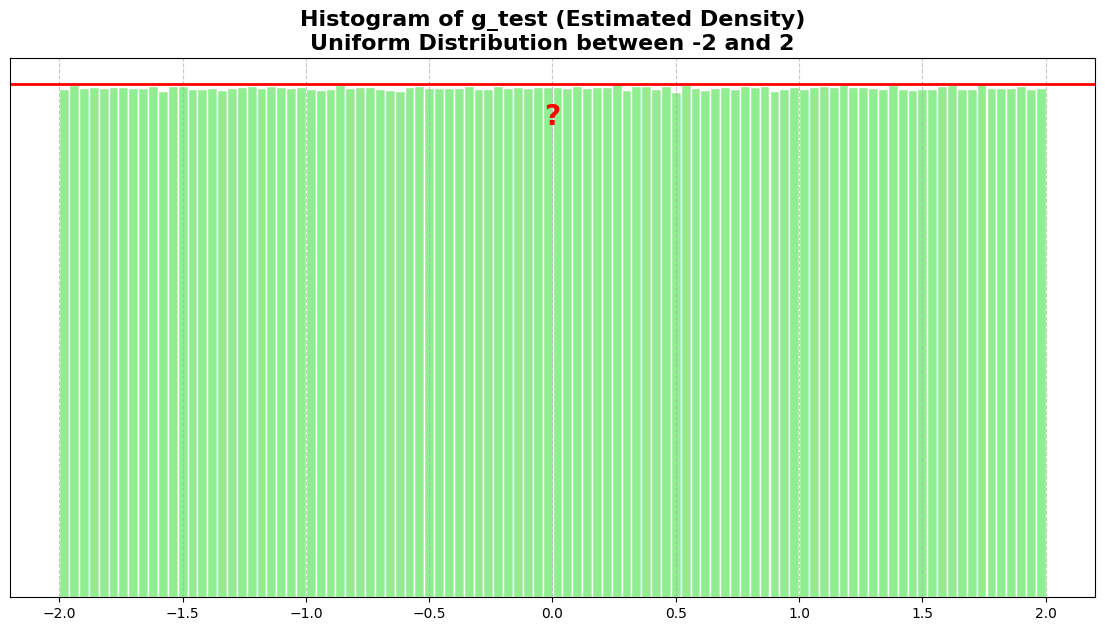 Histogram of g_test (Estimated Density)
Uniform Distribution between -2 and 2
?
−2.0 −1.5 −1.0 −0.5 0.0 0.5 1.0 1.5 2.0